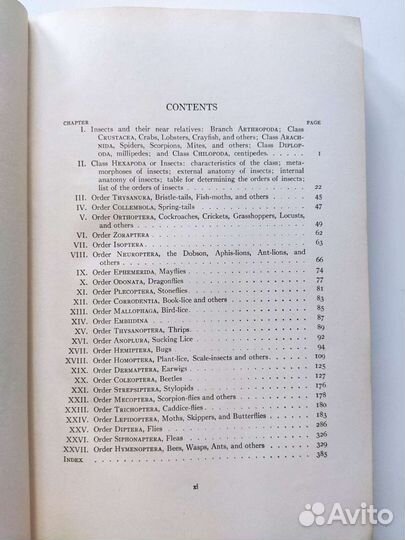 CONTENTS
CHAPTER PAGE
I. Insects and their near relatives: Branch ARTHROPODA; Class
CRUSTACEA, Crabs, Lobsters, Crayfish, and others; Class ARACH-
NIDA, Spiders, Scorpions, Mites, and others; Class DIPLOP-
ODA, millipedes; and Class CHILOPODA, centipedes. . . . 1
II. Class HEXAPODA or Insects: characteristics of the class; meta-
morphoses of insects; external anatomy of insects; internal
anatomy of insects; table for determining the orders of insects;
list of the orders of insects . . . 22
III. Order THYSANURA, Bristle-tails, Fish-moths, and others . . . 45
IV. Order COLLEMBOLA, Spring-tails . . . 47
V. Order ORTHOPTERA, Cockroaches, Crickets, Grasshoppers, Locusts,
and others . . . 49
VI. Order ZORAPTERA . . . 62
VII. Order ISOPTERA . . . 63
VIII. Order NEUROPTERA, the Dobson, Aphis-lions, Ant-lions, and
others . . . 66
IX. Order EPHEMERIDA, Mayflies . . . 74
X. Order ODONATA, Dragonflies . . . 77
XI. Order PLECOPTERA, Stoneflies . . . 81
XII. Order CORRODENTIA, Book-lice and others . . . 83
XIII. Order MALLOPHAGA, Bird-lice . . . 85
XIV. Order EMBIIDINA . . . 87
XV. Order THYSANOPTERA, Thrips . . . 89
XVI. Order ANOPLURA, Sucking Lice . . . 92
XVII. Order HEMIPTERA, Bugs . . . 94
XVIII. Order HOMOPTERA, Plant-lice, Scale-insects and others . . . 109
XIX. Order DERMAPTERA, Earwigs . . . 125
XX. Order COLEOPTERA, Beetles . . . 127
XXI. Order STREPSIPTERA, Stylopids . . . 176
XXII. Order MECOPTERA, Scorpion-flies and others . . . 178
XXIII. Order TRICHOPTERA, Caddice-flies . . . 179
XXIV. Order LEPIDOPTERA, Moths, Skippers, and Butterflies . . . 183
XXV. Order DIPTERA, Flies . . . 286
XXVI. Order SIPHONAPTERA, Fleas . . . 326
XXVII. Order HYMENOPTERA, Bees, Wasps, Ants, and others . . . 329
INDEX . . . 385
xi
Avito